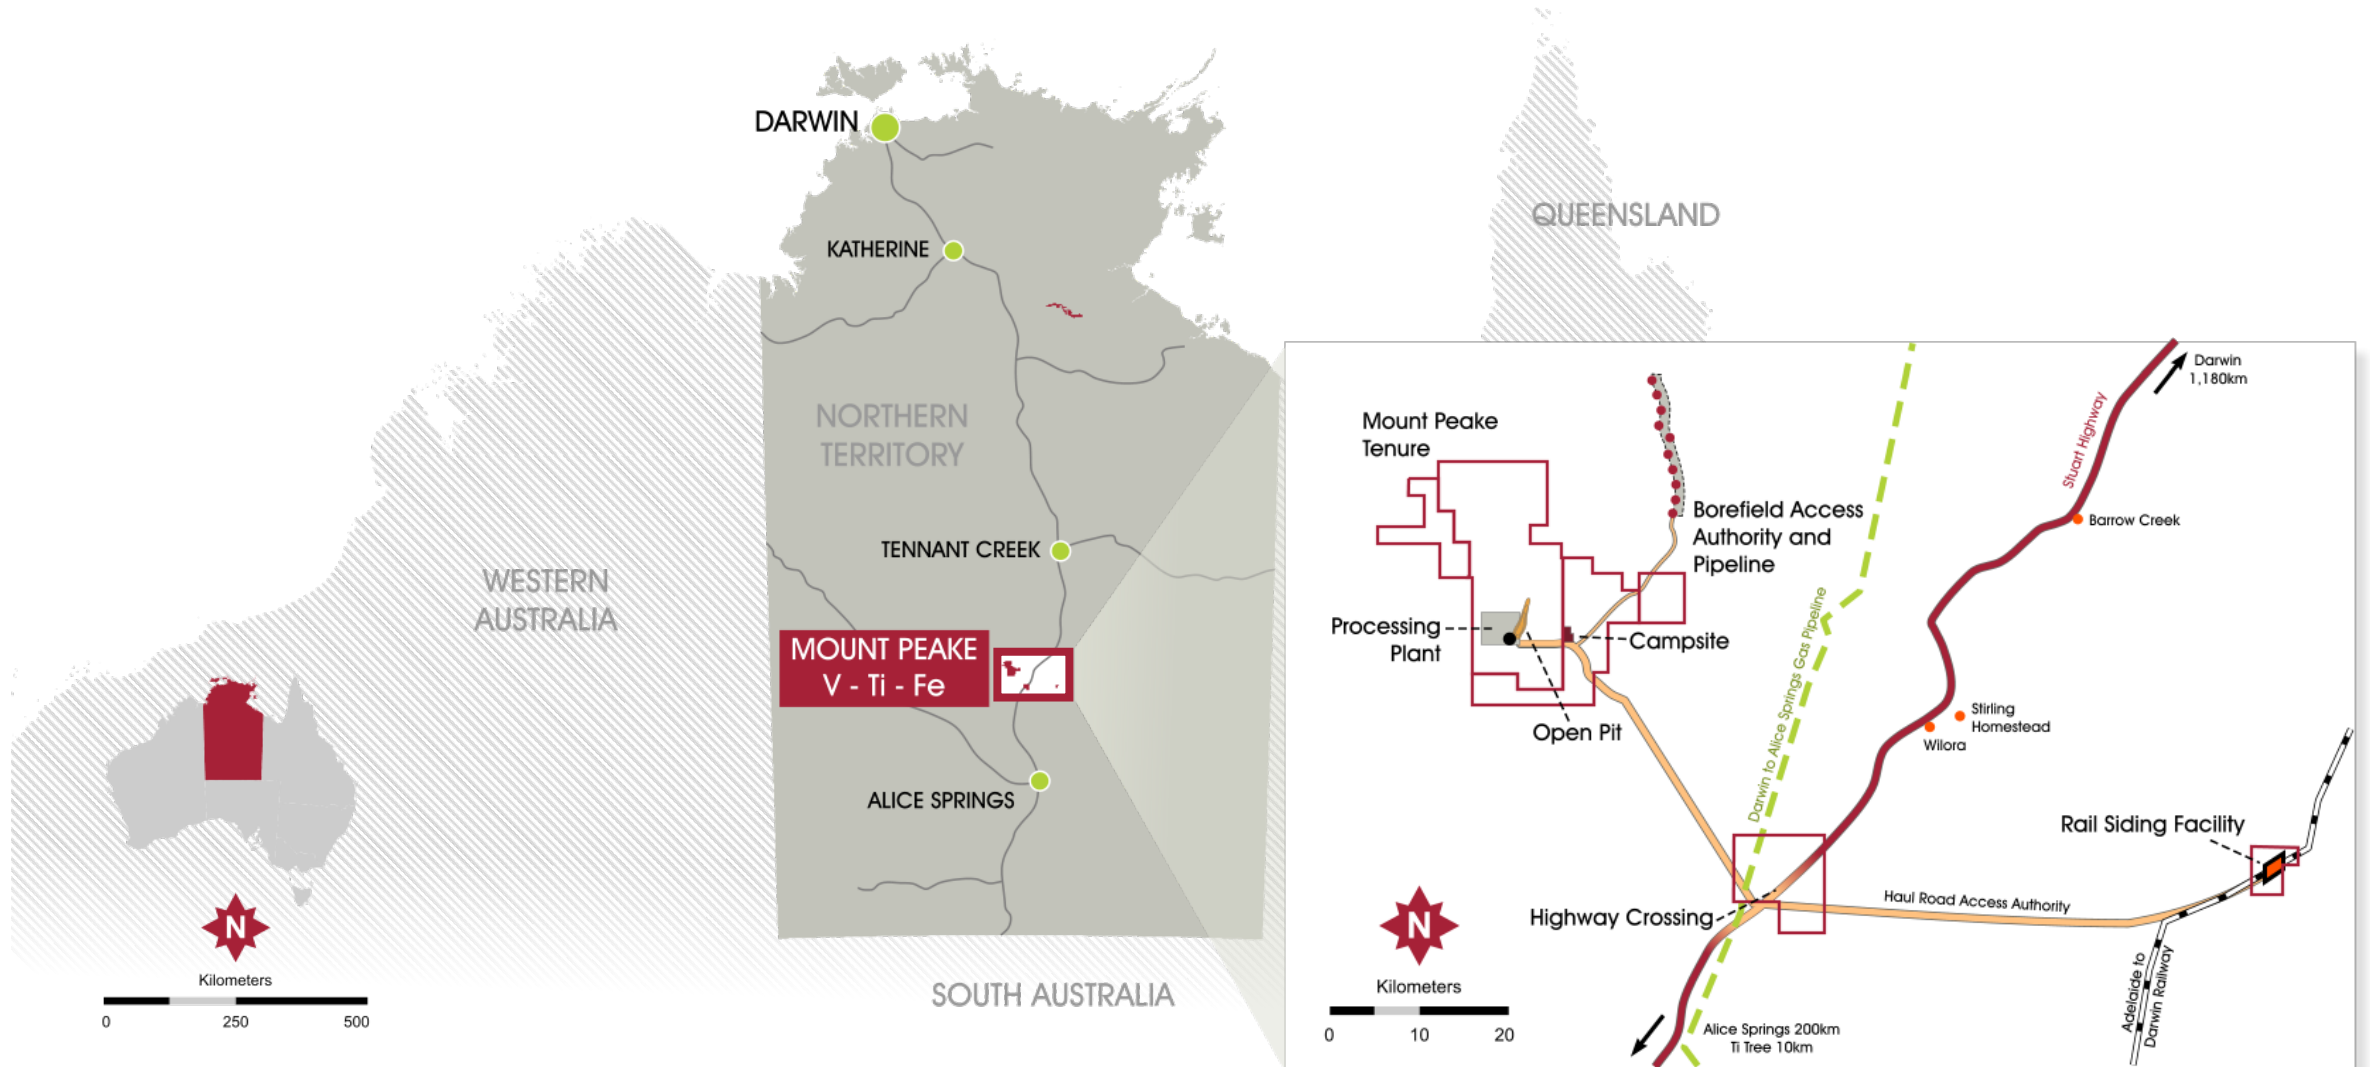 DARWIN
KATHERINE
QUEENSLAND
NORTHERN
TERRITORY
TENNANT CREEK
WESTERN
AUSTRALIA
MOUNT PEAKE
V - Ti - Fe
ALICE SPRINGS
SOUTH AUSTRALIA
N
Kilometers
0 250 500
Darwin
1,180km
Stuart Highway
Mount Peake
Tenure
Borefield Access
Authority and
Pipeline
Barrow Creek
Processing
Plant
Campsite
Open Pit
Darwin to Alice Springs Gas Pipeline
Stirling
Homestead
Wilora
Rail Siding Facility
Haul Road Access Authority
Highway Crossing
N
Kilometers
0 10 20
Alice Springs 200km
Ti Tree 10km
Adelaide to
Darwin Railway